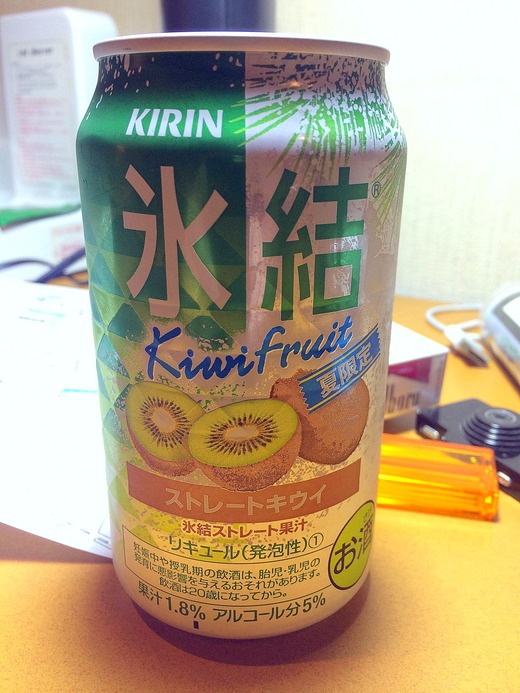 KIRIN
氷結®
Kiwi fruit
夏限定
ストレートキウイ
氷結ストレート果汁
リキュール(発泡性)①
妊娠中や授乳期の飲酒は、胎児・乳児の
発育に悪影響を与えるおそれがあります。
飲酒は20歳になってから。
お酒
果汁1.8% アルコール分5%